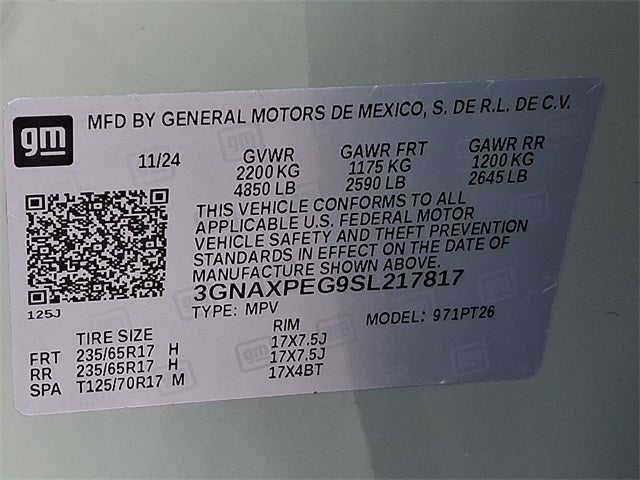 gm
MFD BY GENERAL MOTORS DE MEXICO, S. DE R.L. DE C.V.
11/24 GVWR GAWR FRT GAWR RR
2200 KG 1175 KG 1200 KG
4850 LB 2590 LB 2645 LB
THIS VEHICLE CONFORMS TO ALL
APPLICABLE U.S. FEDERAL MOTOR
VEHICLE SAFETY AND THEFT PREVENTION
STANDARDS IN EFFECT ON THE DATE OF
MANUFACTURE SHOWN ABOVE.
3GNAXPEG9SL217817
125J
TYPE: MPV MODEL: 971PT26
TIRE SIZE RIM
FRT 235/65R17 H 17X7.5J
RR 235/65R17 H 17X7.5J
SPA T125/70R17 M 17X4BT